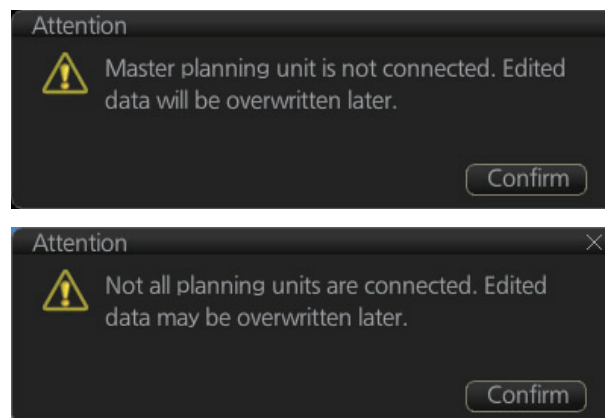 Attention
Master planning unit is not connected. Edited
data will be overwritten later.
Confirm
Attention
Not all planning units are connected. Edited
data may be overwritten later.
Confirm